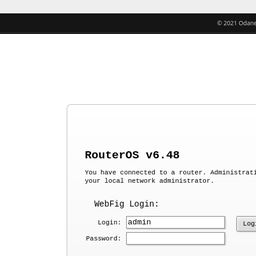 © 2021 Odane
RouterOS v6.48
You have connected to a router. Administrati
your local network administrator.
WebFig Login:
Login: admin
Logi
Password: